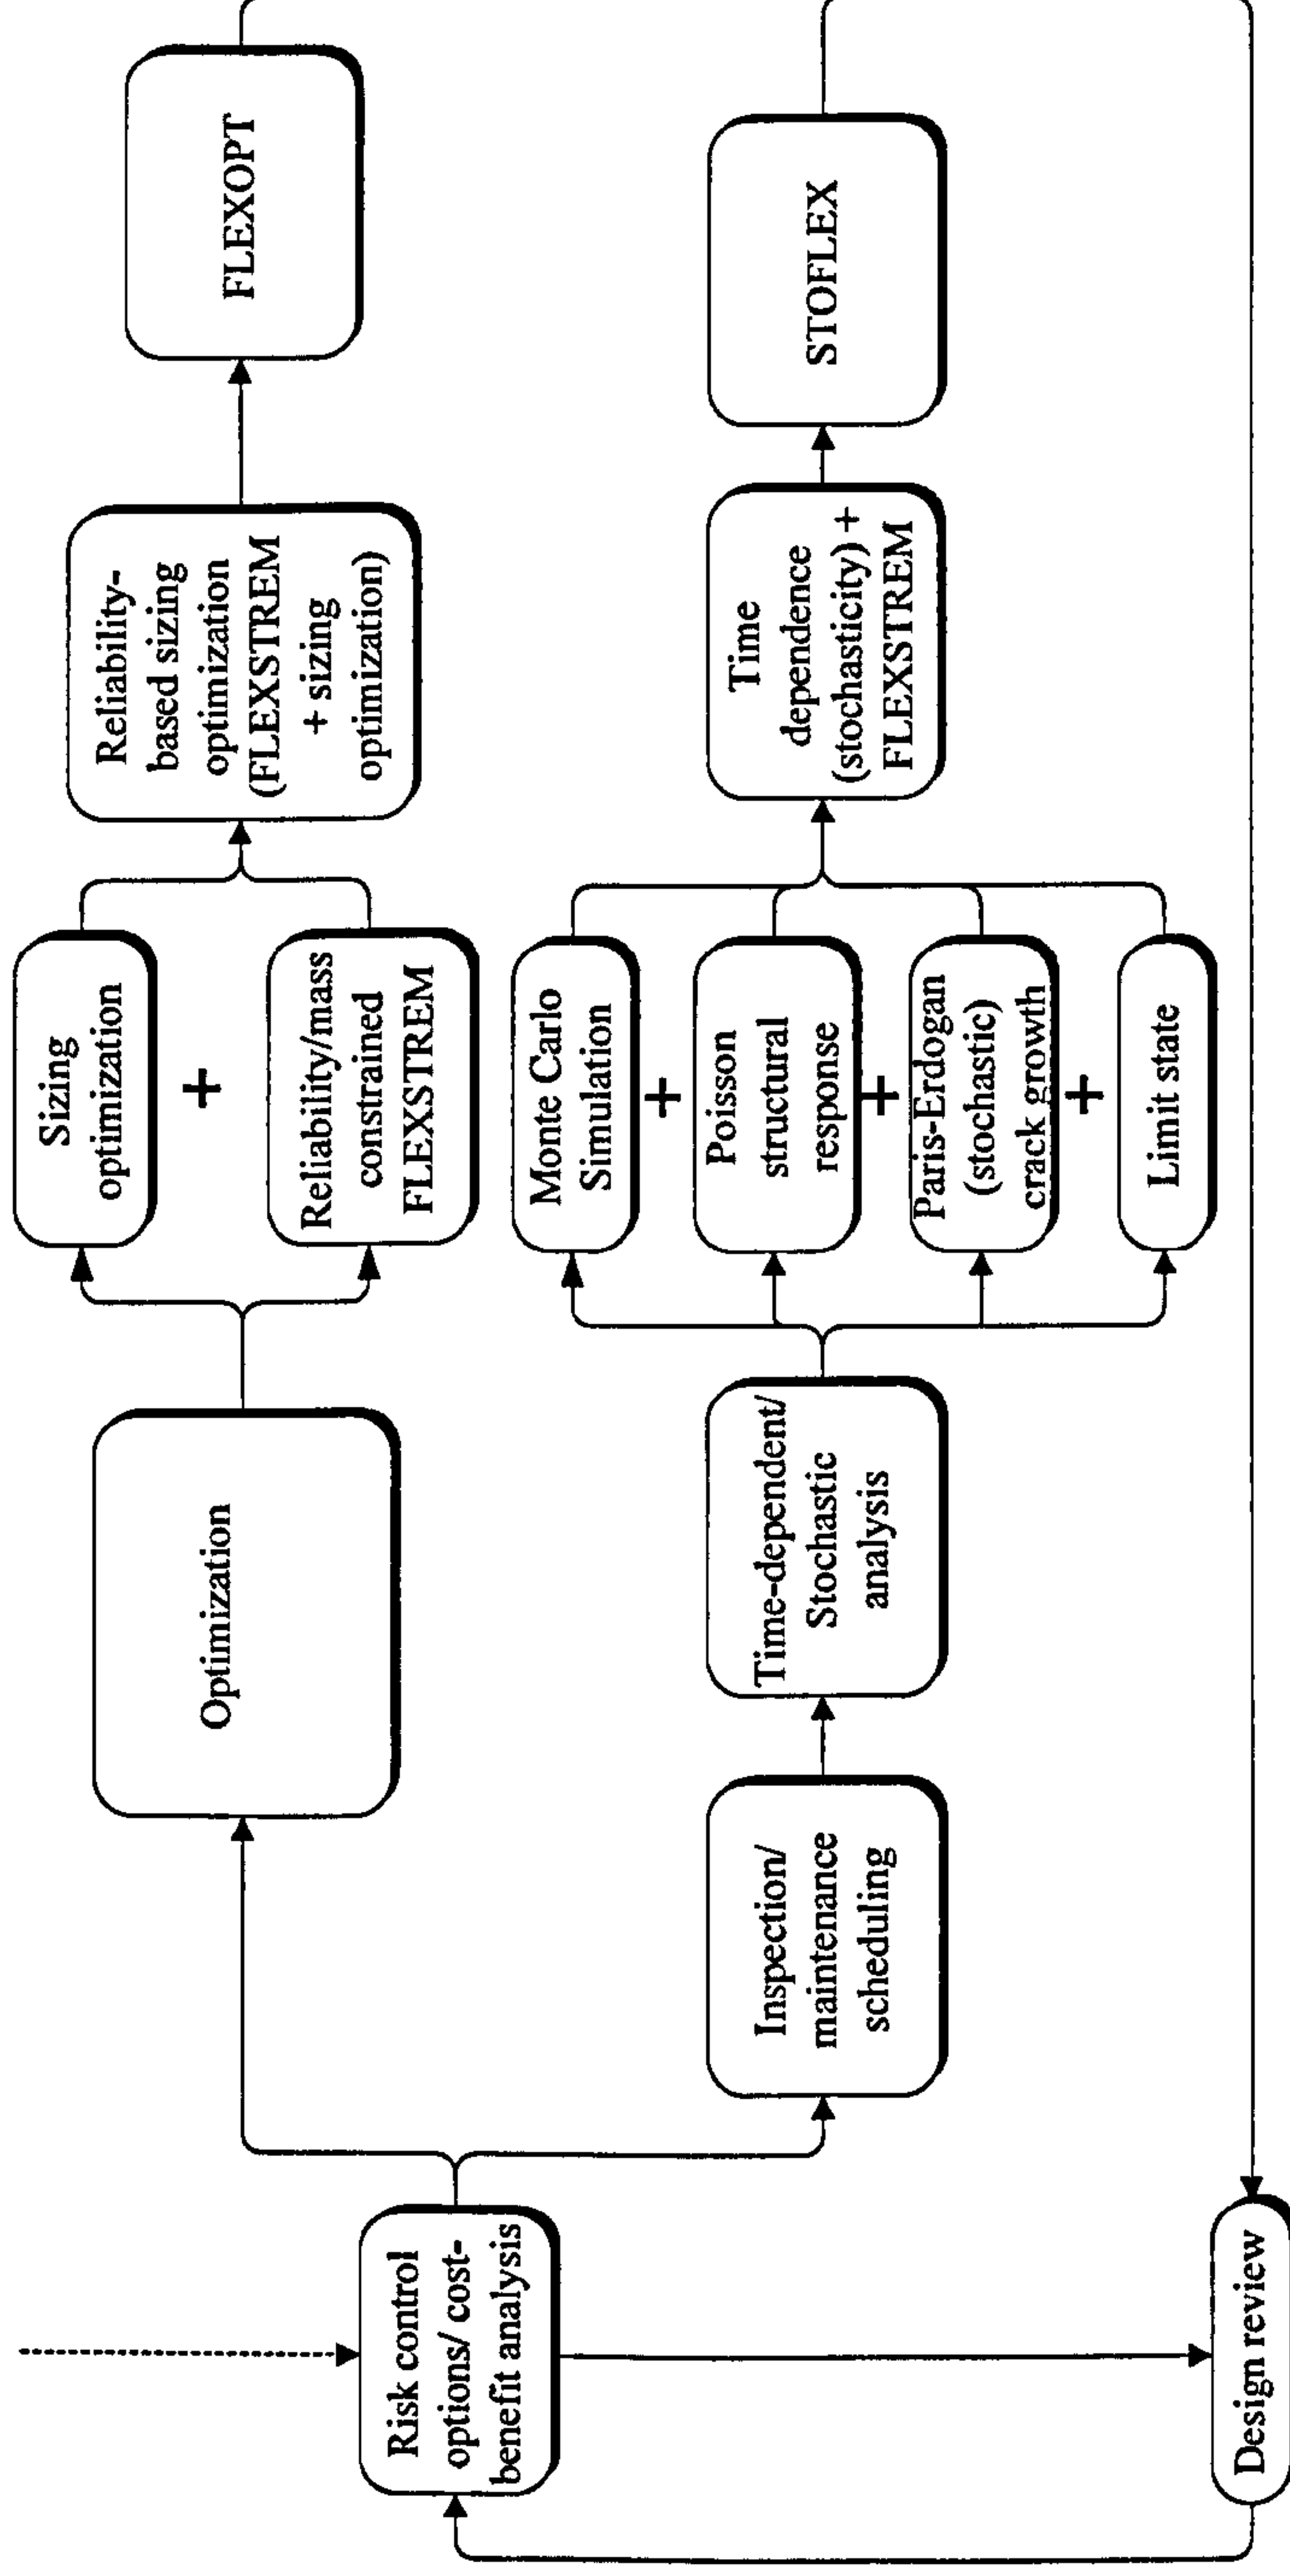 Risk control
options/ cost-
benefit analysis
Design review
Optimization
Inspection/
maintenance
scheduling
Time-dependent/
Stochastic
analysis
Sizing
optimization
+
Reliability/mass
constrained
FLEXSTREM
Monte Carlo
Simulation
+
Poisson
structural
response
+
Paris-Erdogan
(stochastic)
crack growth
+
Limit state
Reliability-
based sizing
optimization
(FLEXSTREM
+ sizing
optimization)
Time
dependence
(stochasticity) +
FLEXSTREM
FLEXOPT
STOFLEX